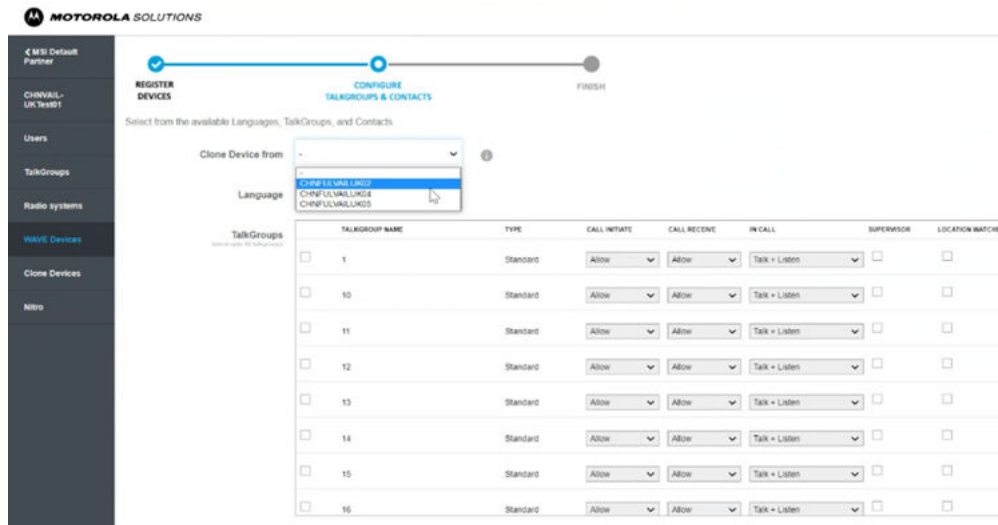 MOTOROLA SOLUTIONS
MSI Default
Partner
CHNVAIL-
UKTest01
Users
TalkGroups
Radio systems
WAVE Devices
Clone Devices
Nitro
REGISTER
DEVICES
CONFIGURE
TALKGROUPS & CONTACTS
FINISH
Select from the available Languages, TalkGroups, and Contacts
Clone Device from -
-
CHNFULVAILUK02
CHNFULVAILUK04
CHNFULVAILUK05
Language
TalkGroups
TALKGROUP NAME TYPE CALL INITIATE CALL RECEIVE IN CALL SUPERVISOR LOCATION WATCHE
1 Standard Allow Allow Talk + Listen
10 Standard Allow Allow Talk + Listen
11 Standard Allow Allow Talk + Listen
12 Standard Allow Allow Talk + Listen
13 Standard Allow Allow Talk + Listen
14 Standard Allow Allow Talk + Listen
15 Standard Allow Allow Talk + Listen
16 Standard Allow Allow Talk + Listen